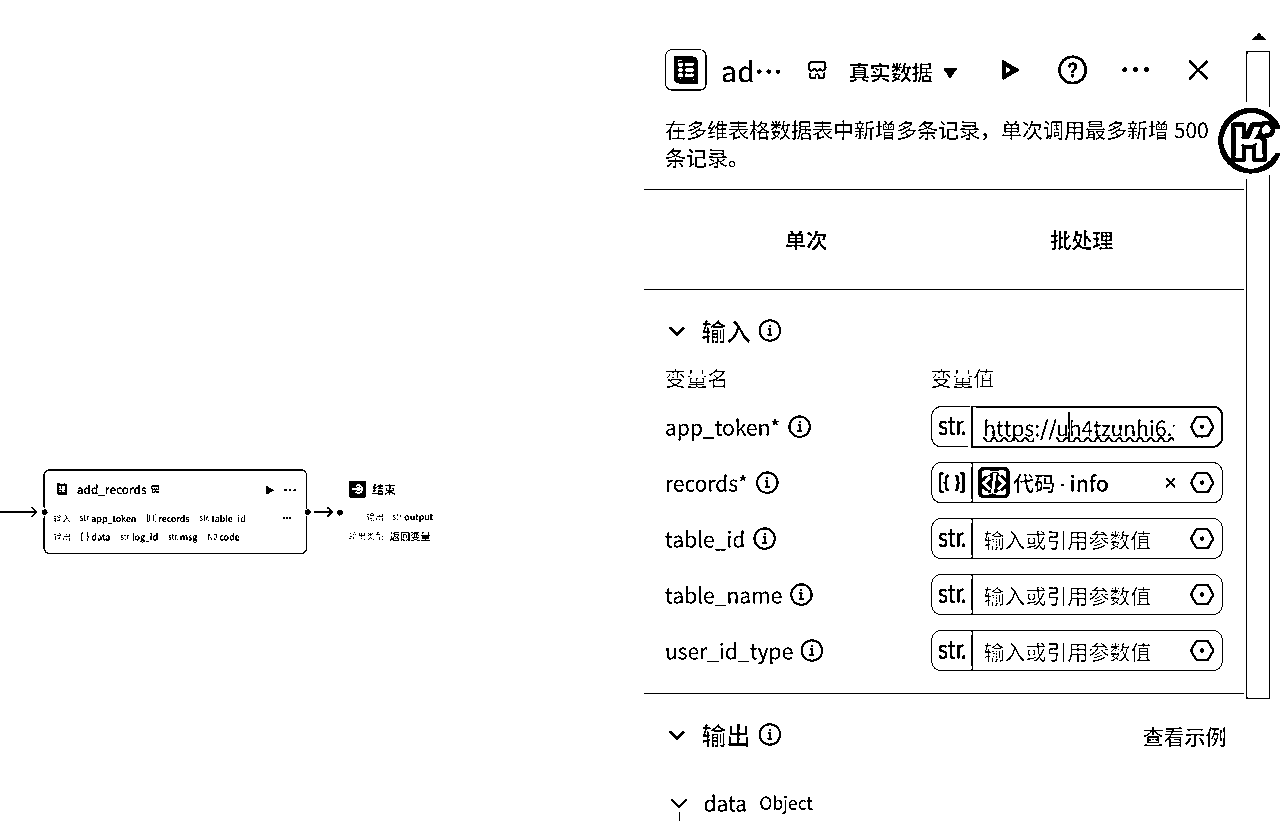 ad… 真实数据
在多维表格数据表中新增多条记录，单次调用最多新增 500
条记录。
单次 批处理
输入
变量名 变量值
app_token* str. https://uh4tzunhi6.
records* 代码 · info
table_id str. 输入或引用参数值
table_name str. 输入或引用参数值
user_id_type str. 输入或引用参数值
输出 查看示例
data Object
add_records
输入 str.app_token records str.table_id ...
输出 data str.log_id str.msg code
结束
输出 str.output
返回变量